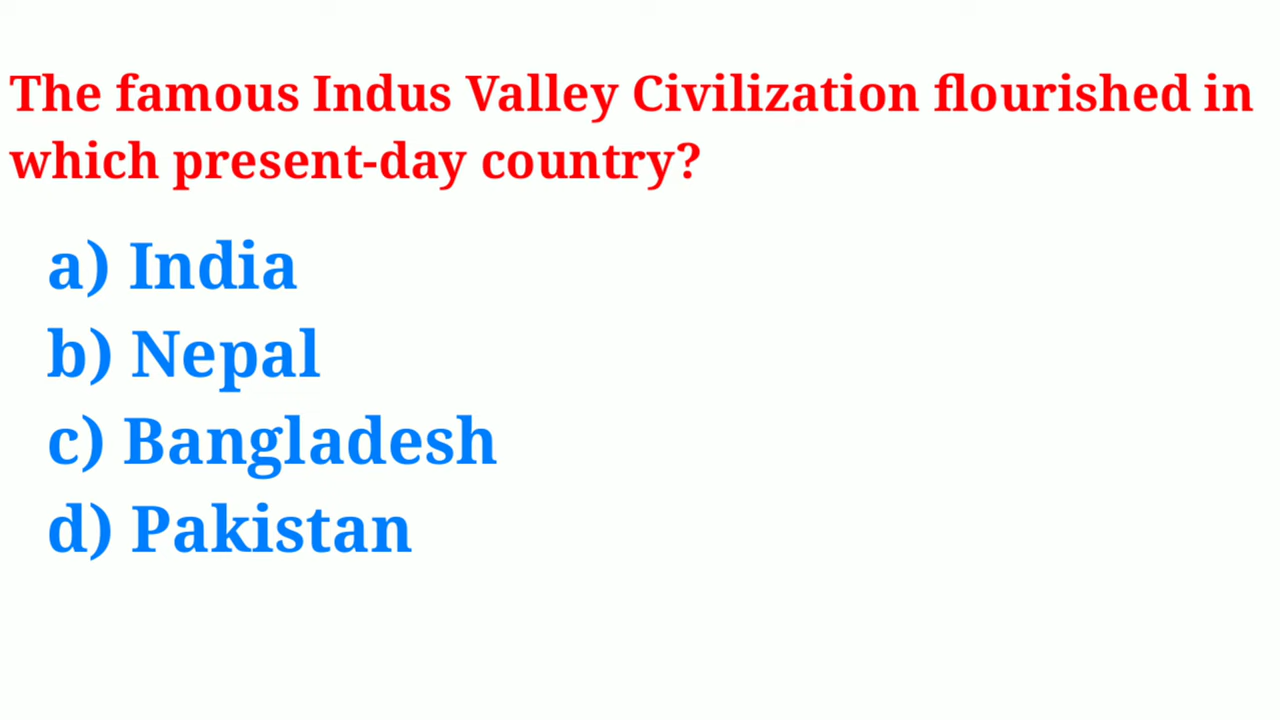 The famous Indus Valley Civilization flourished in
which present-day country?
a) India
b) Nepal
c) Bangladesh
d) Pakistan